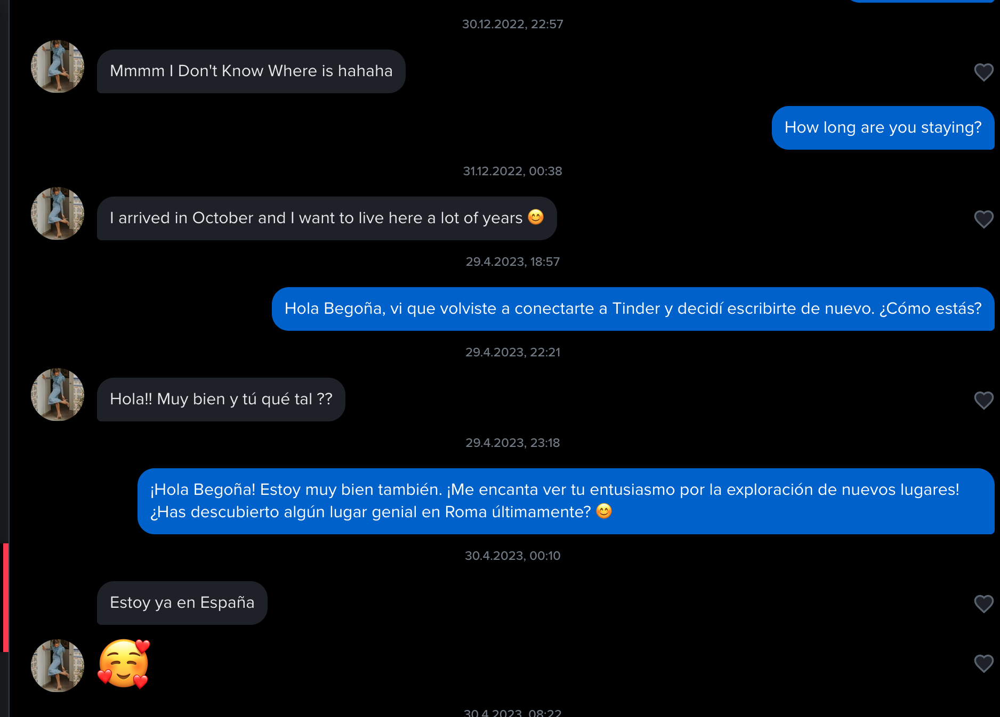 30.12.2022, 22:57
Mmmm I Don't Know Where is hahaha
How long are you staying?
31.12.2022, 00:38
I arrived in October and I want to live here a lot of years 😊
29.4.2023, 18:57
Hola Begoña, vi que volviste a conectarte a Tinder y decidí escribirte de nuevo. ¿Cómo estás?
29.4.2023, 22:21
Hola!! Muy bien y tú qué tal ??
29.4.2023, 23:18
¡Hola Begoña! Estoy muy bien también. ¡Me encanta ver tu entusiasmo por la exploración de nuevos lugares!
¿Has descubierto algún lugar genial en Roma últimamente? 😊
30.4.2023, 00:10
Estoy ya en España
🥰
30.4.2023, 08:22